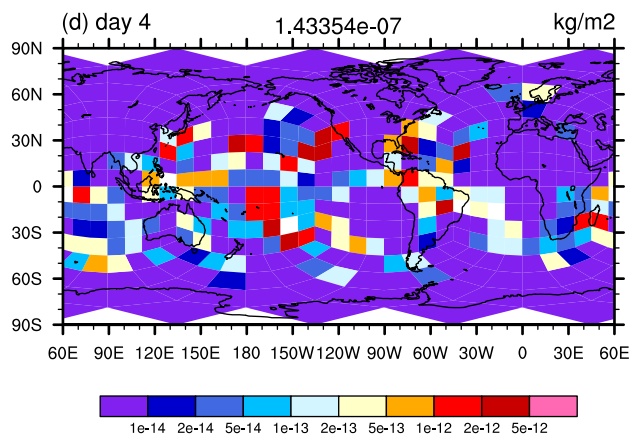 (d) day 4 1.43354e-07 kg/m2
90N
60N
30N
0
30S
60S
90S
60E 90E 120E 150E 180 150W 120W 90W 60W 30W 0 30E 60E
1e-14 2e-14 5e-14 1e-13 2e-13 5e-13 1e-12 2e-12 5e-12